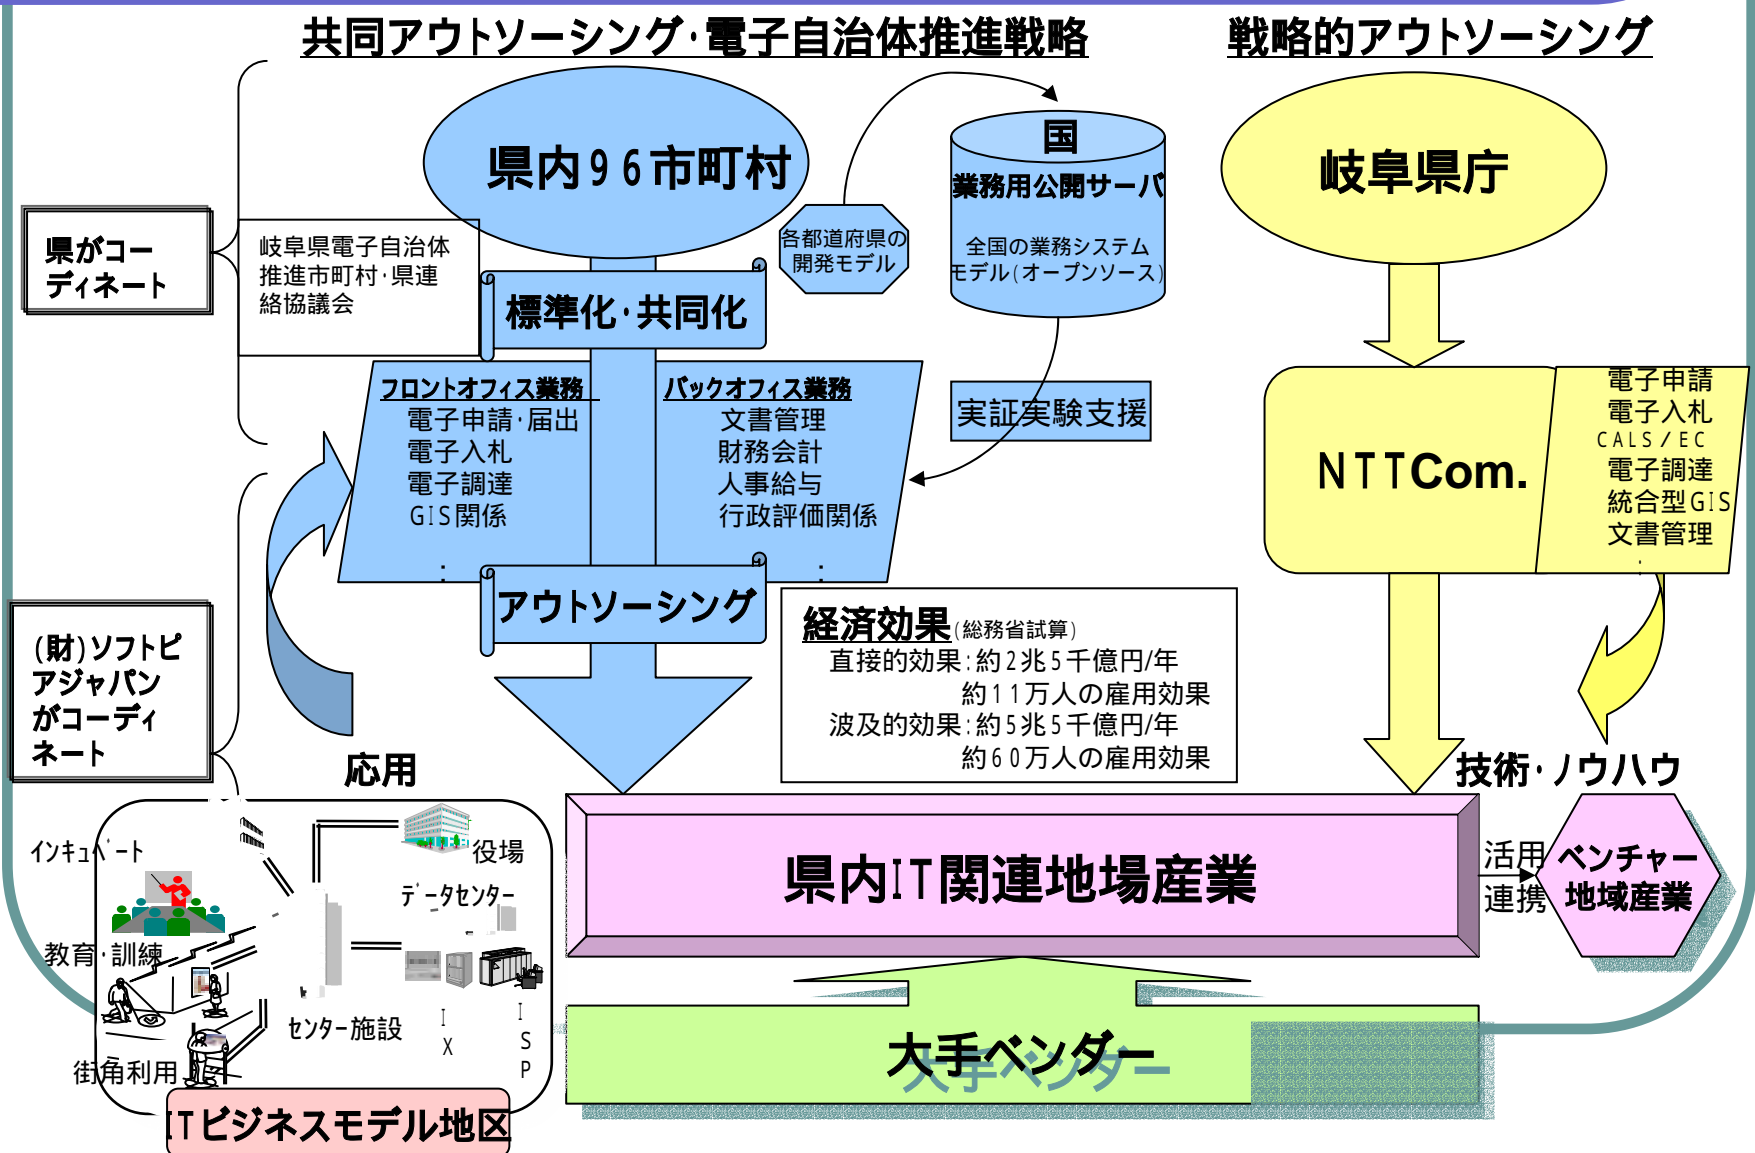 共同アウトソーシング･電子自治体推進戦略
戦略的アウトソーシング
県内96市町村
国
業務用公開サーバ
全国の業務システム
モデル(オープンソース)
岐阜県庁
各都道府県の
開発モデル
県がコー
ディネート
岐阜県電子自治体
推進市町村･県連
絡協議会
標準化･共同化
フロントオフィス業務
電子申請･届出
電子入札
電子調達
GIS関係
:
バックオフィス業務
文書管理
財務会計
人事給与
行政評価関係
:
実証実験支援
NTTCom.
電子申請
電子入札
CALS/EC
電子調達
統合型GIS
文書管理
:
アウトソーシング
経済効果(総務省試算)
直接的効果:約2兆5千億円/年
約11万人の雇用効果
波及的効果:約5兆5千億円/年
約60万人の雇用効果
(財)ソフトピ
アジャパン
がコーディ
ネート
応用
技術･ノウハウ
インキュベート
役場
データセンター
教育･訓練
センター施設
IX
ISP
街角利用
ITビジネスモデル地区
県内IT関連地場産業
活用
連携
ベンチャー
地域産業
大手ベンダー